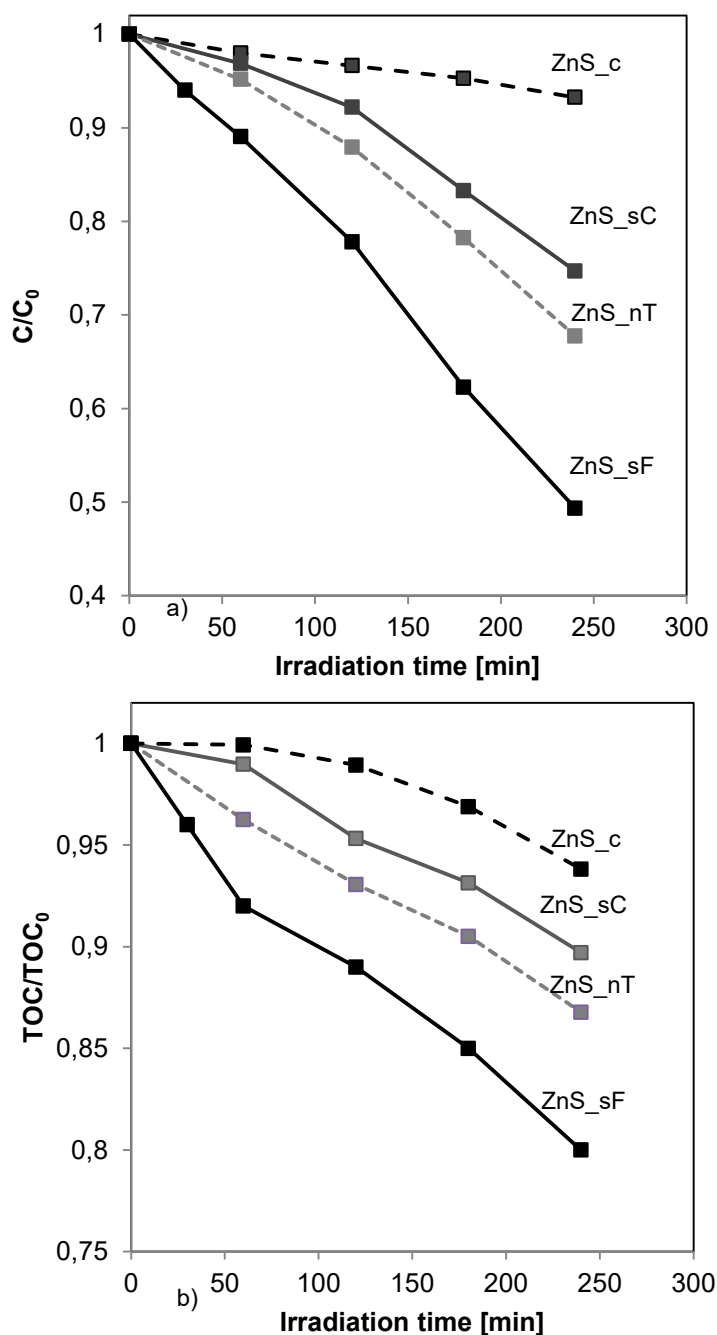 1
0,9
0,8
0,7
0,6
0,5
0,4
C/C₀
ZnS_c
ZnS_sC
ZnS_nT
ZnS_sF
a)
0 50 100 150 200 250 300
Irradiation time [min]
1
0,95
0,9
0,85
0,8
0,75
TOC/TOC₀
ZnS_c
ZnS_sC
ZnS_nT
ZnS_sF
0 50 100 150 200 250 300
b)
Irradiation time [min]